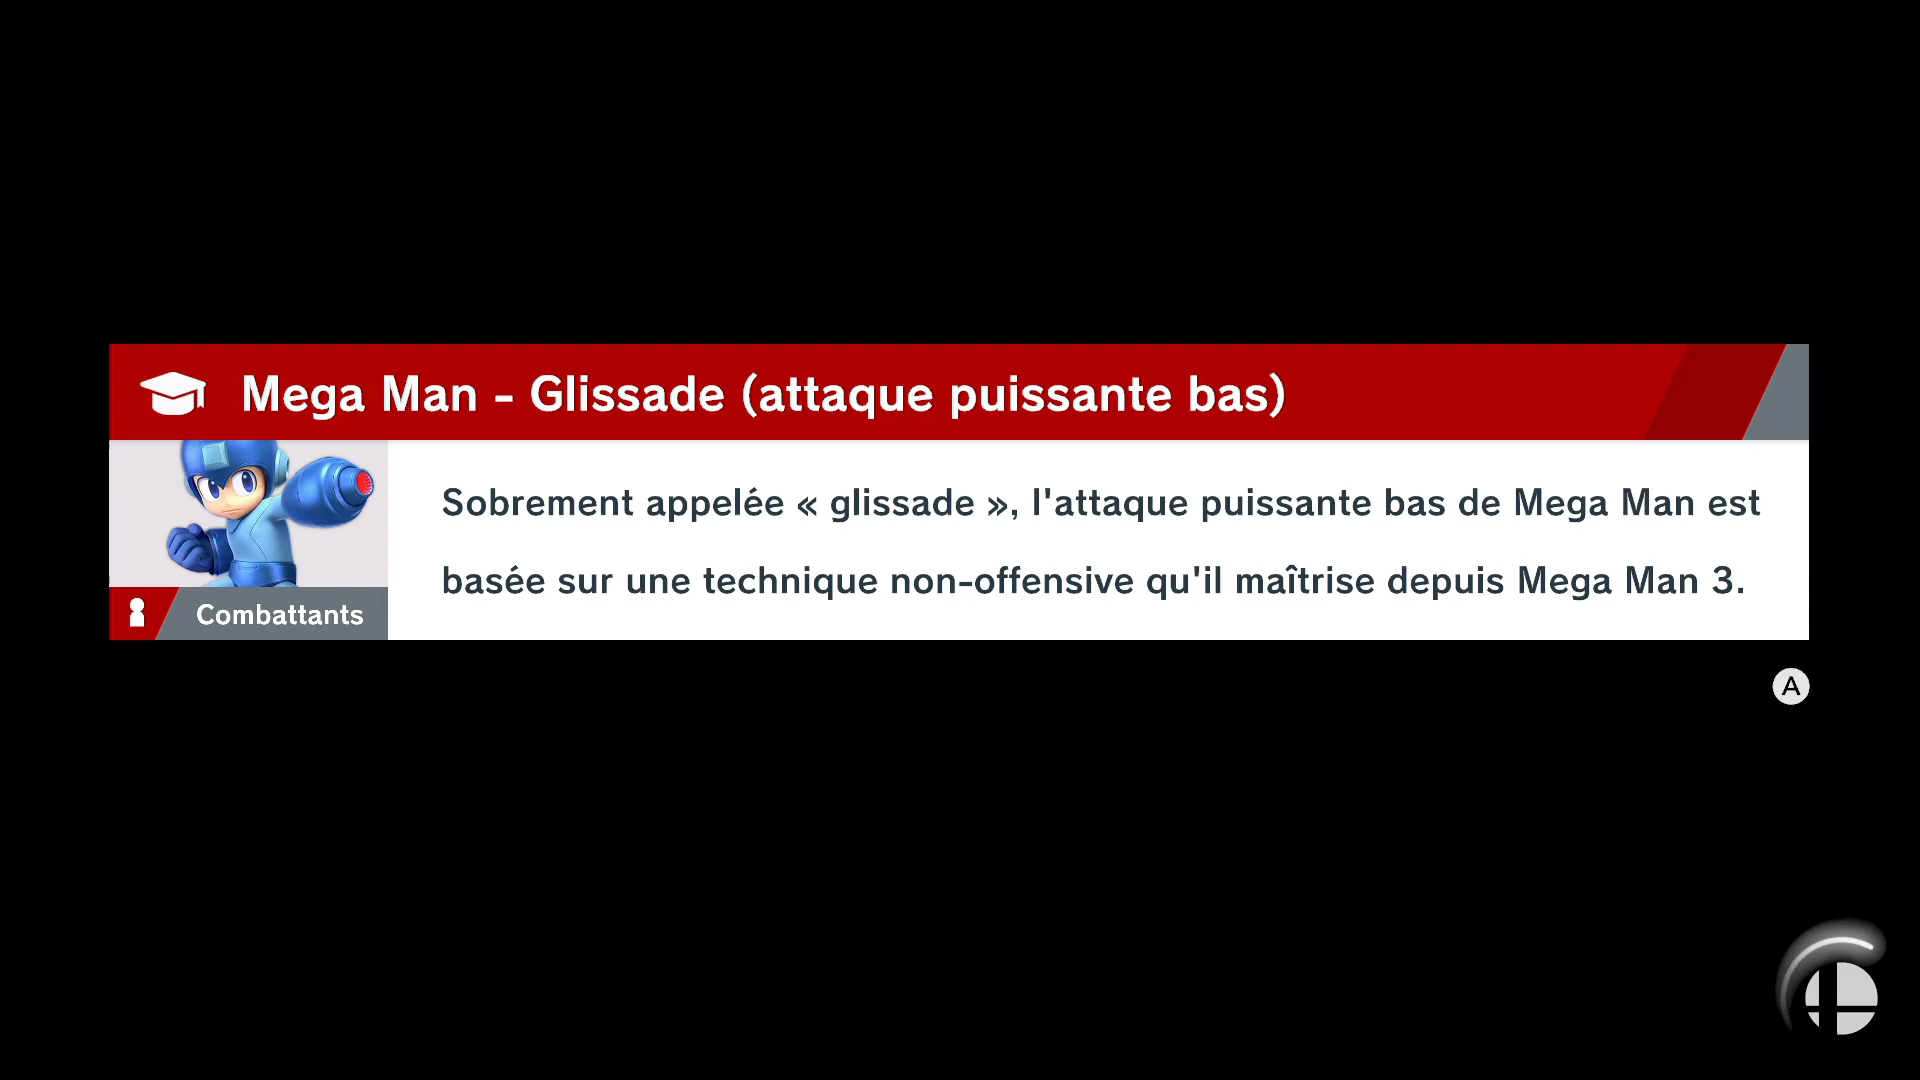 Mega Man - Glissade (attaque puissante bas)
Sobrement appelée « glissade », l'attaque puissante bas de Mega Man est
basée sur une technique non-offensive qu'il maîtrise depuis Mega Man 3.
Combattants
A